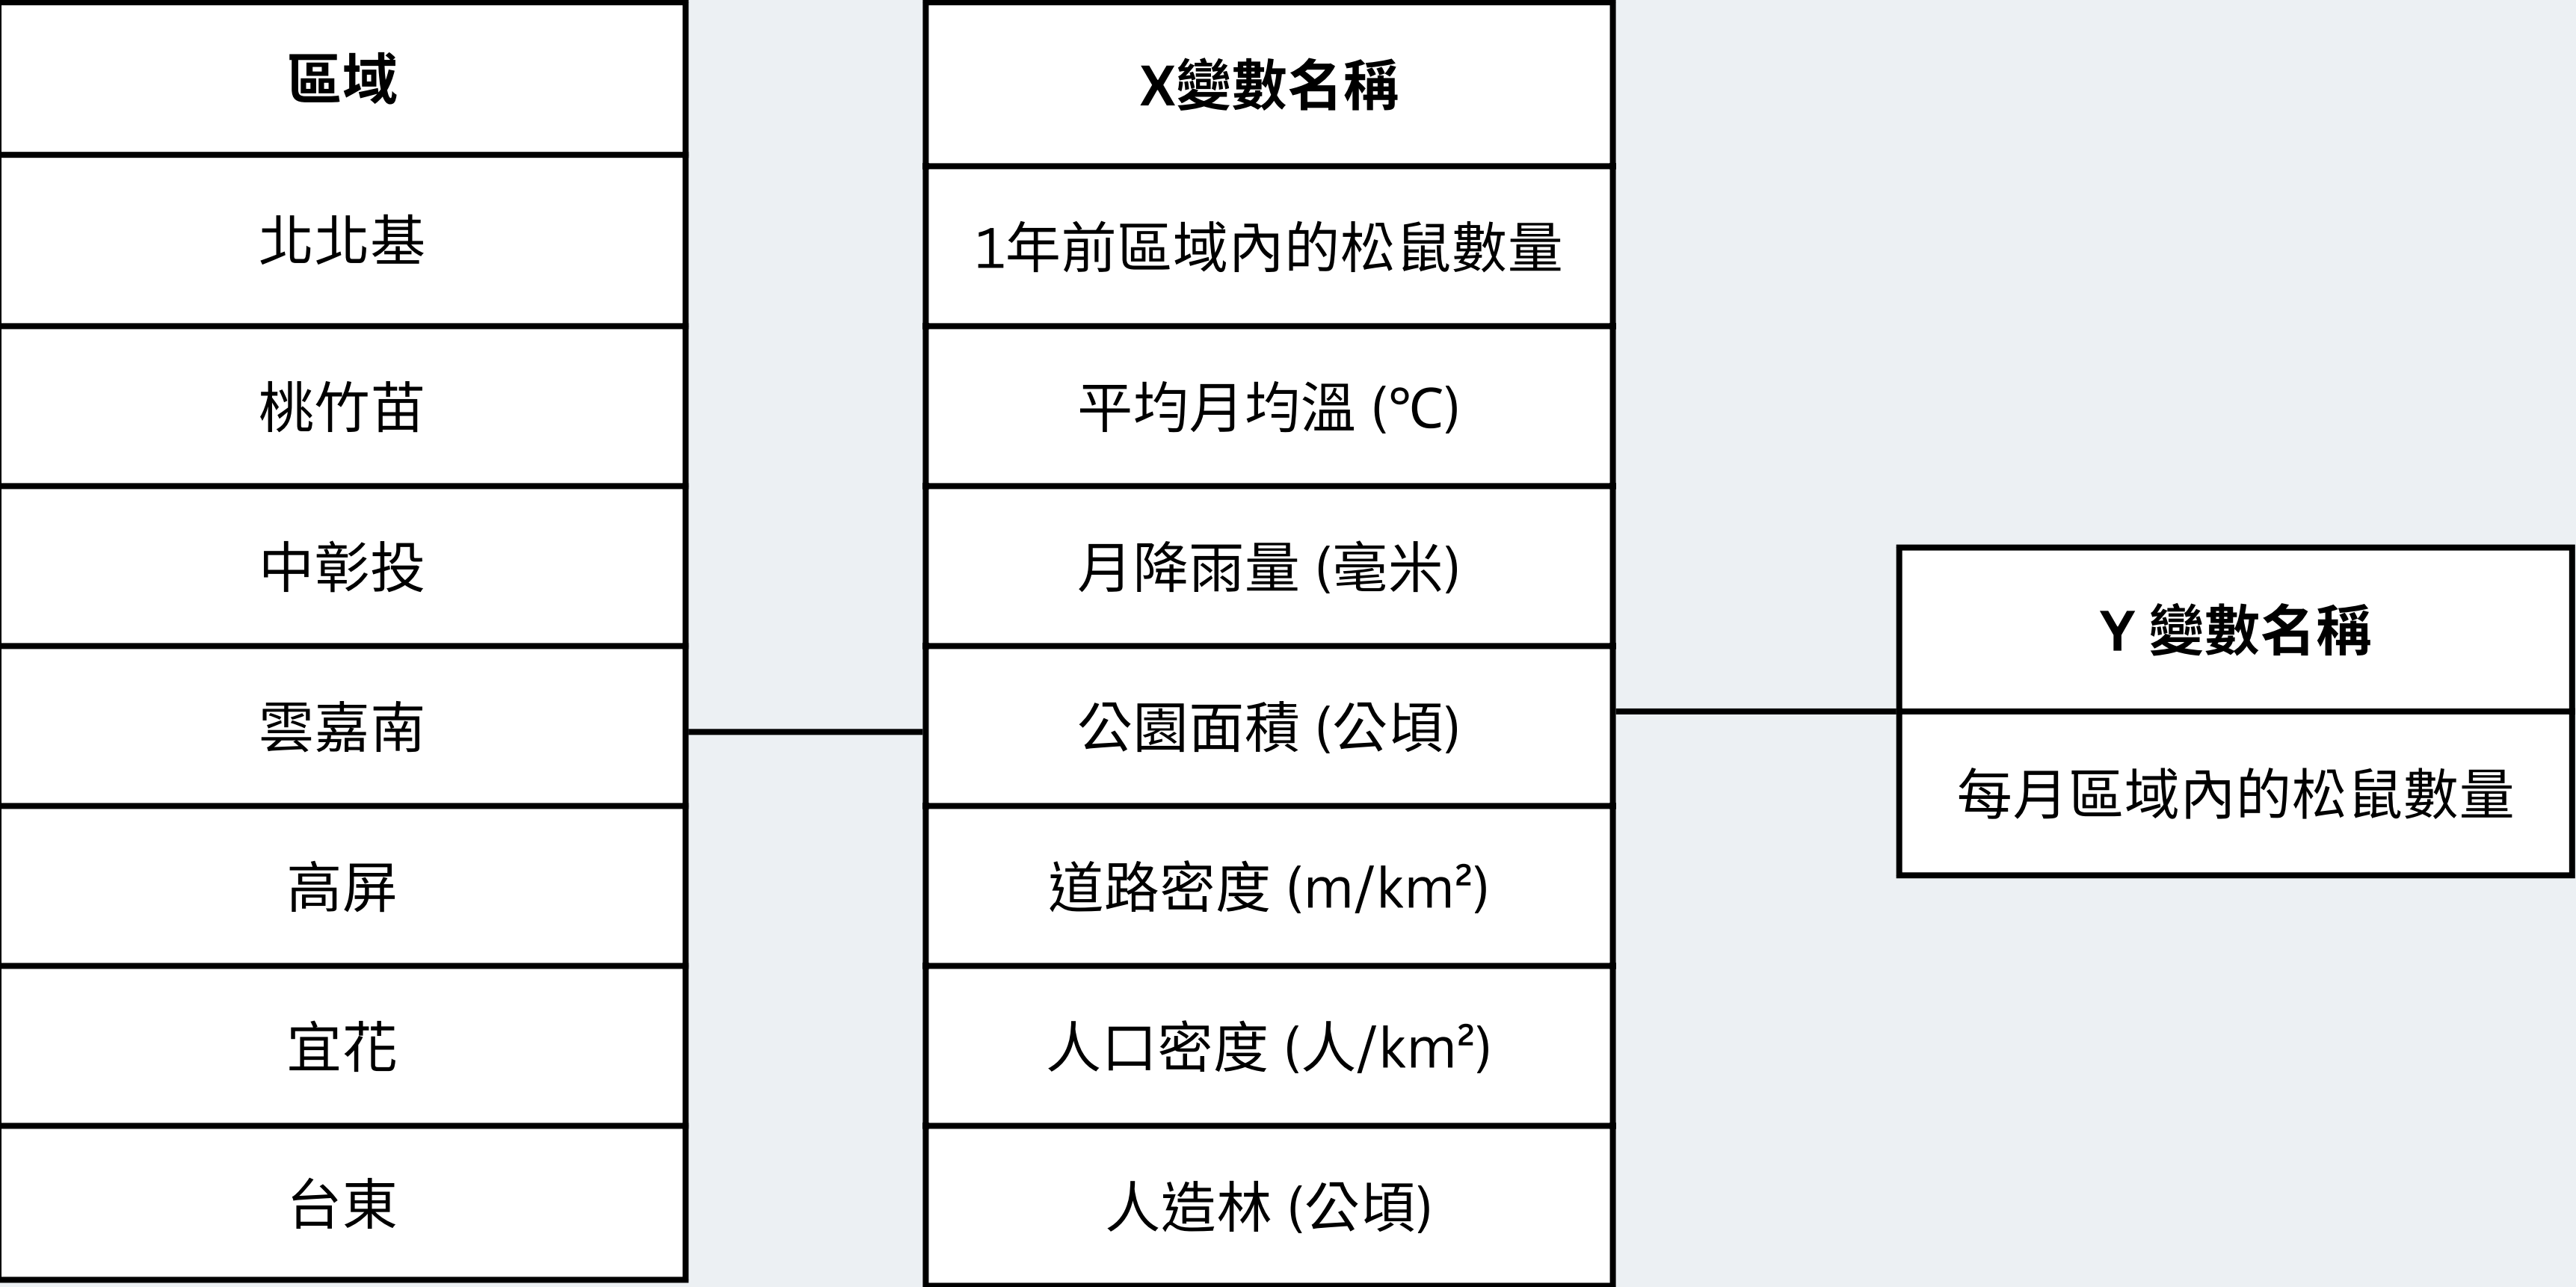 區域
北北基
桃竹苗
中彰投
雲嘉南
高屏
宜花
台東
X變數名稱
1年前區域內的松鼠數量
平均月均溫 (°C)
月降雨量 (毫米)
公園面積 (公頃)
道路密度 (m/km²)
人口密度 (人/km²)
人造林 (公頃)
Y 變數名稱
每月區域內的松鼠數量